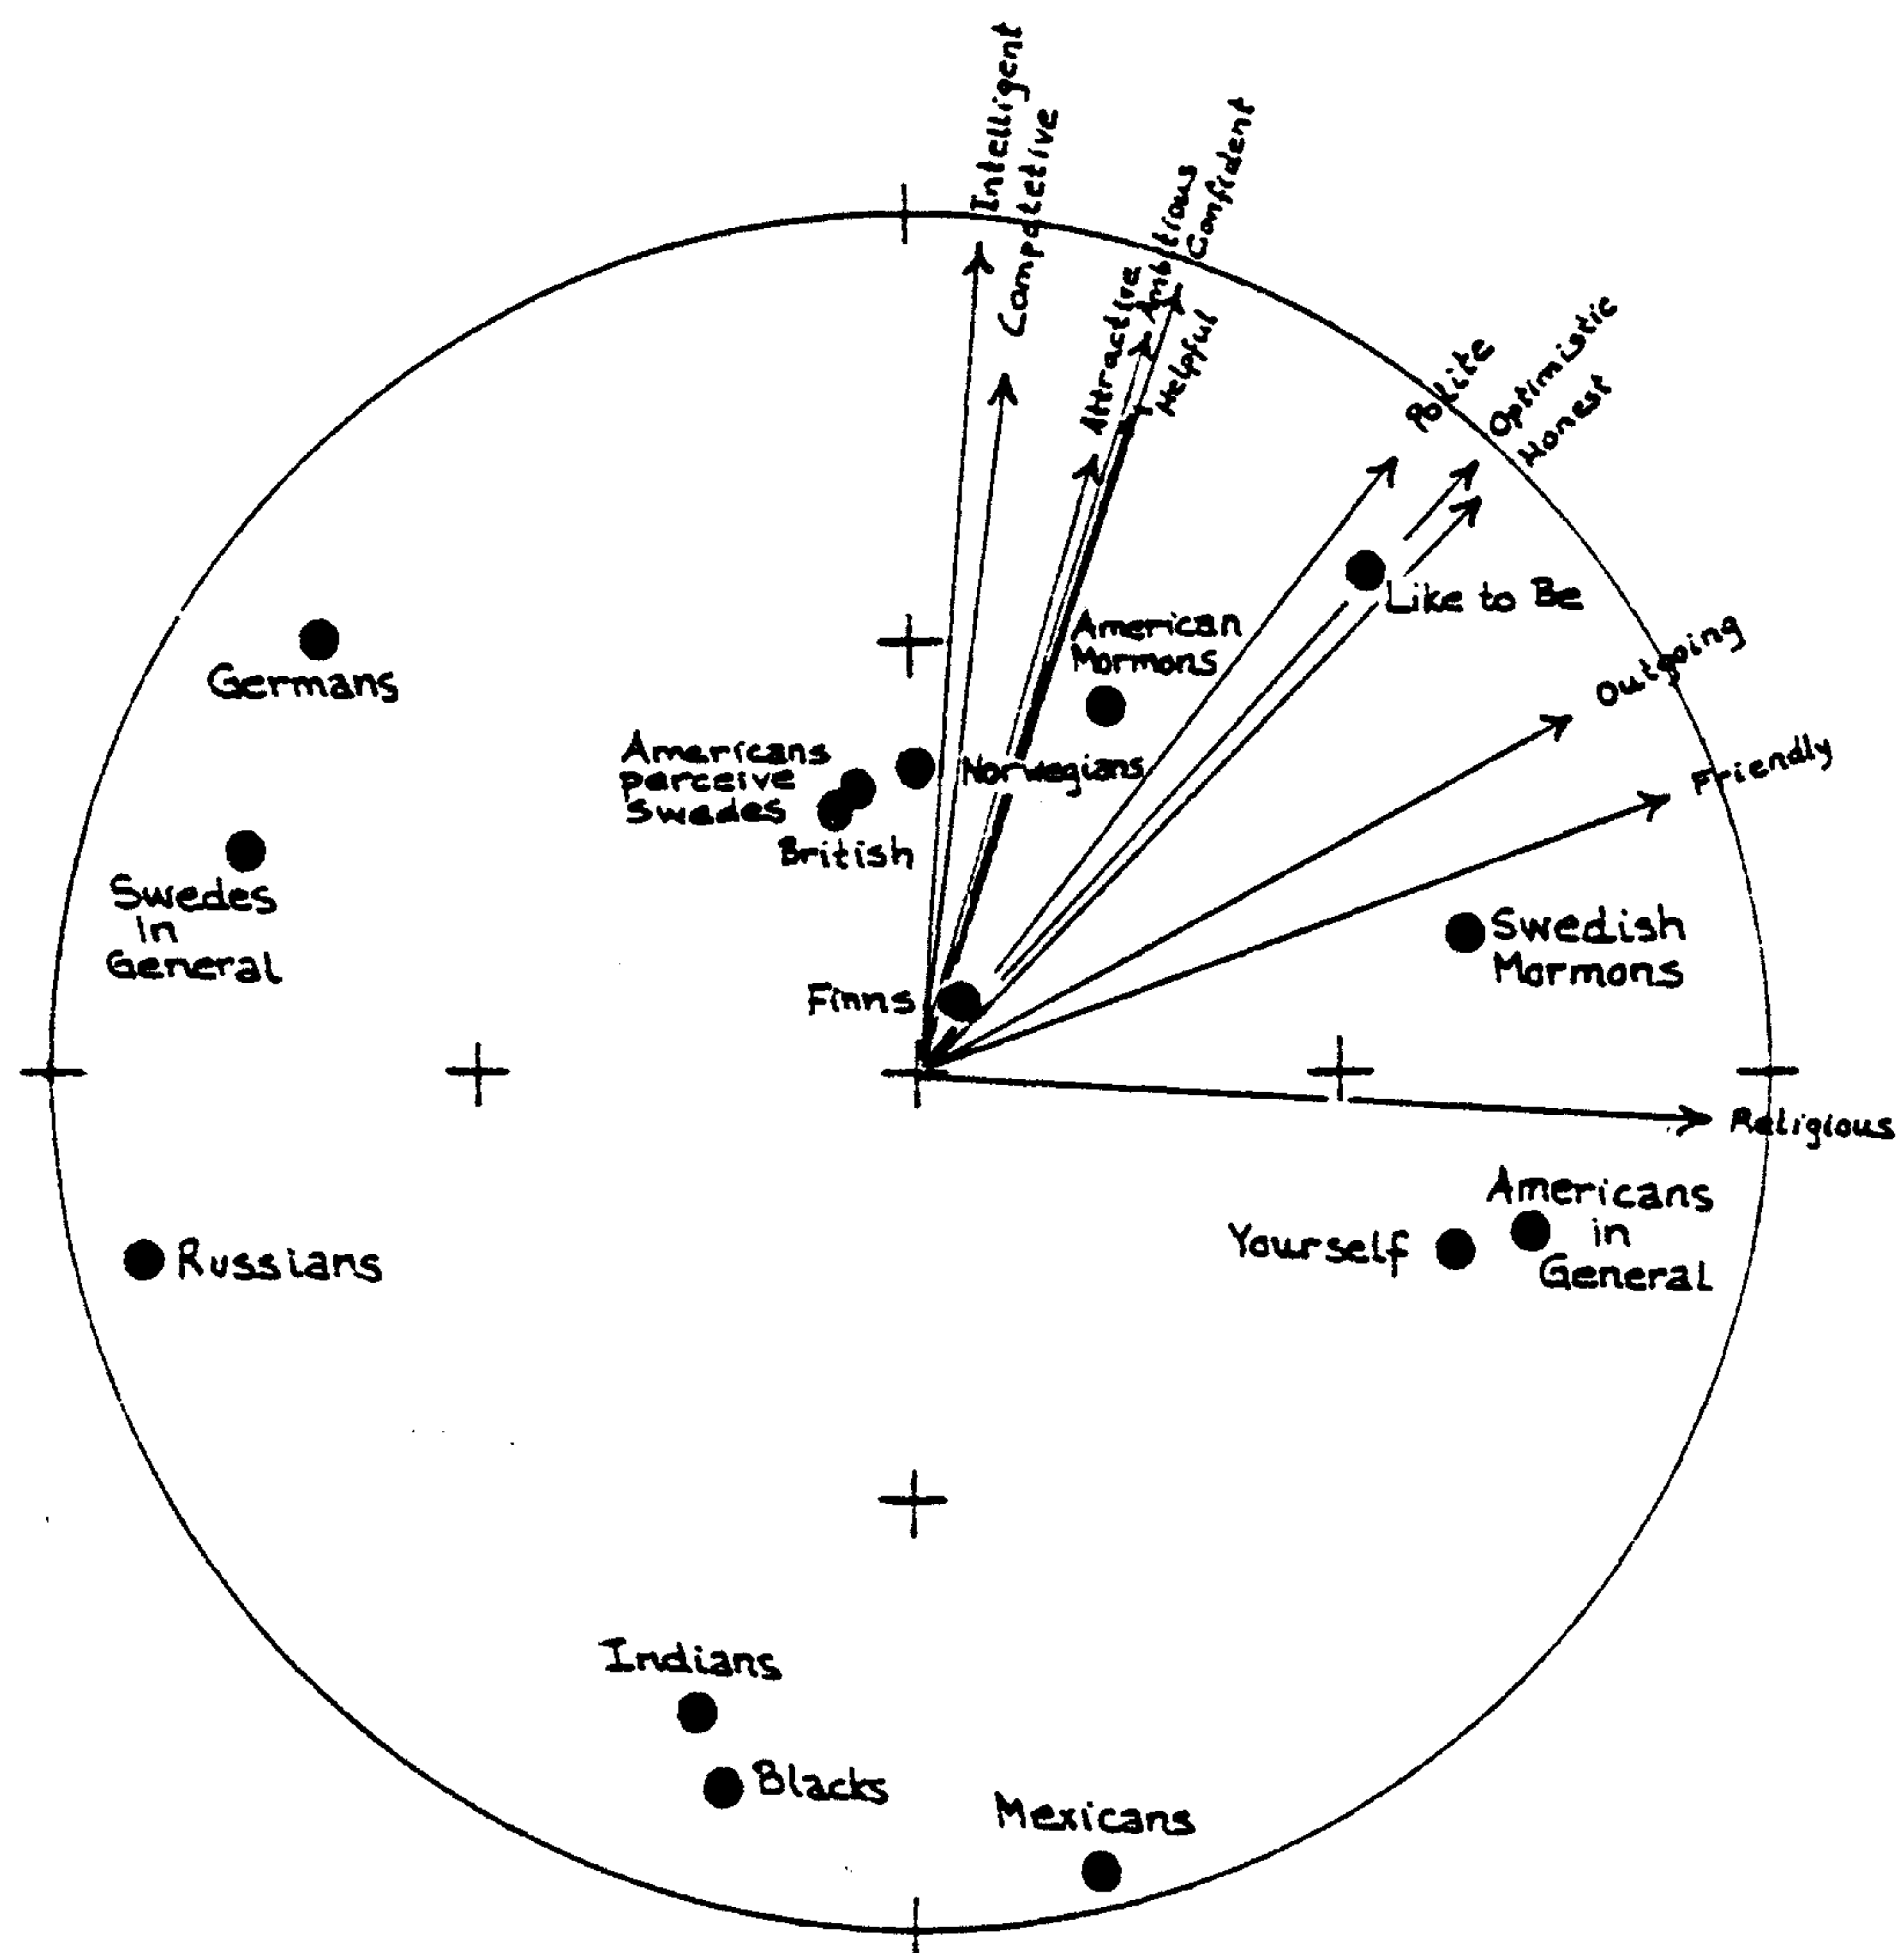 Intelligent
Competetive
Attractive
Ambitious
Confident
Helpful
Polite
Optimistic
Honest
Like to Be
Outgoing
Friendly
American
Mormons
Germans
Americans
perceive
Swedes
Norwegians
British
Swedes
in
General
Swedish
Mormons
Finns
Religious
Americans
in
General
Yourself
Russians
Indians
Blacks
Mexicans